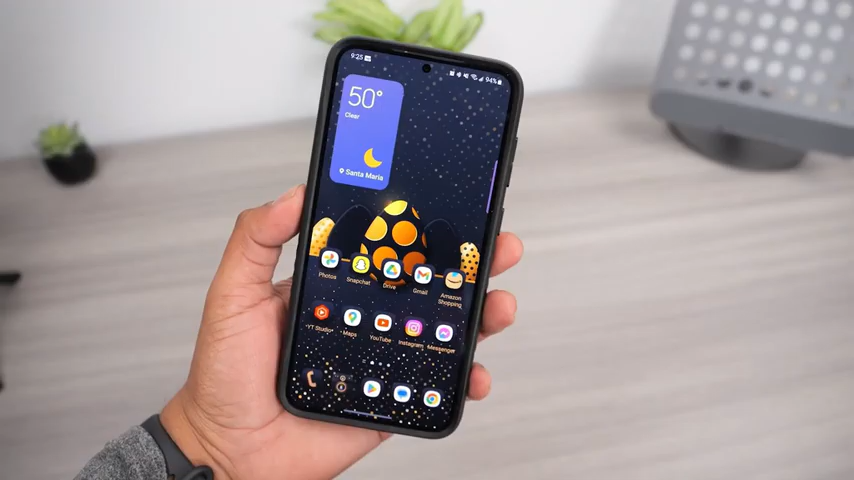 9:25
94%
50°
Clear
Santa Maria
Photos
Snapchat
Drive
Gmail
Amazon
Shopping
YT Studio
Maps
YouTube
Instagram
Messenger